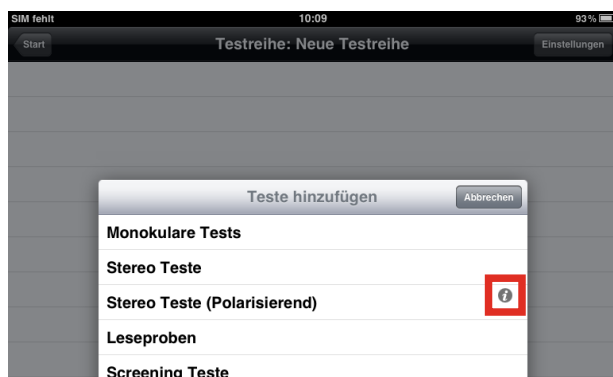 SIM fehlt 10:09 93 %
Start Testreihe: Neue Testreihe Einstellungen
Teste hinzufügen Abbrechen
Monokulare Tests
Stereo Teste
Stereo Teste (Polarisierend)
i
Leseproben
Screening Teste